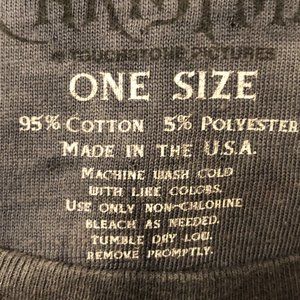 CHRISTMA
© TOUCHSTONE PICTURES
ONE SIZE
95% COTTON 5% POLYESTER
MADE IN THE U.S.A.
MACHINE WASH COLD
WITH LIKE COLORS.
USE ONLY NON-CHLORINE
BLEACH AS NEEDED.
TUMBLE DRY LOW.
REMOVE PROMPTLY.